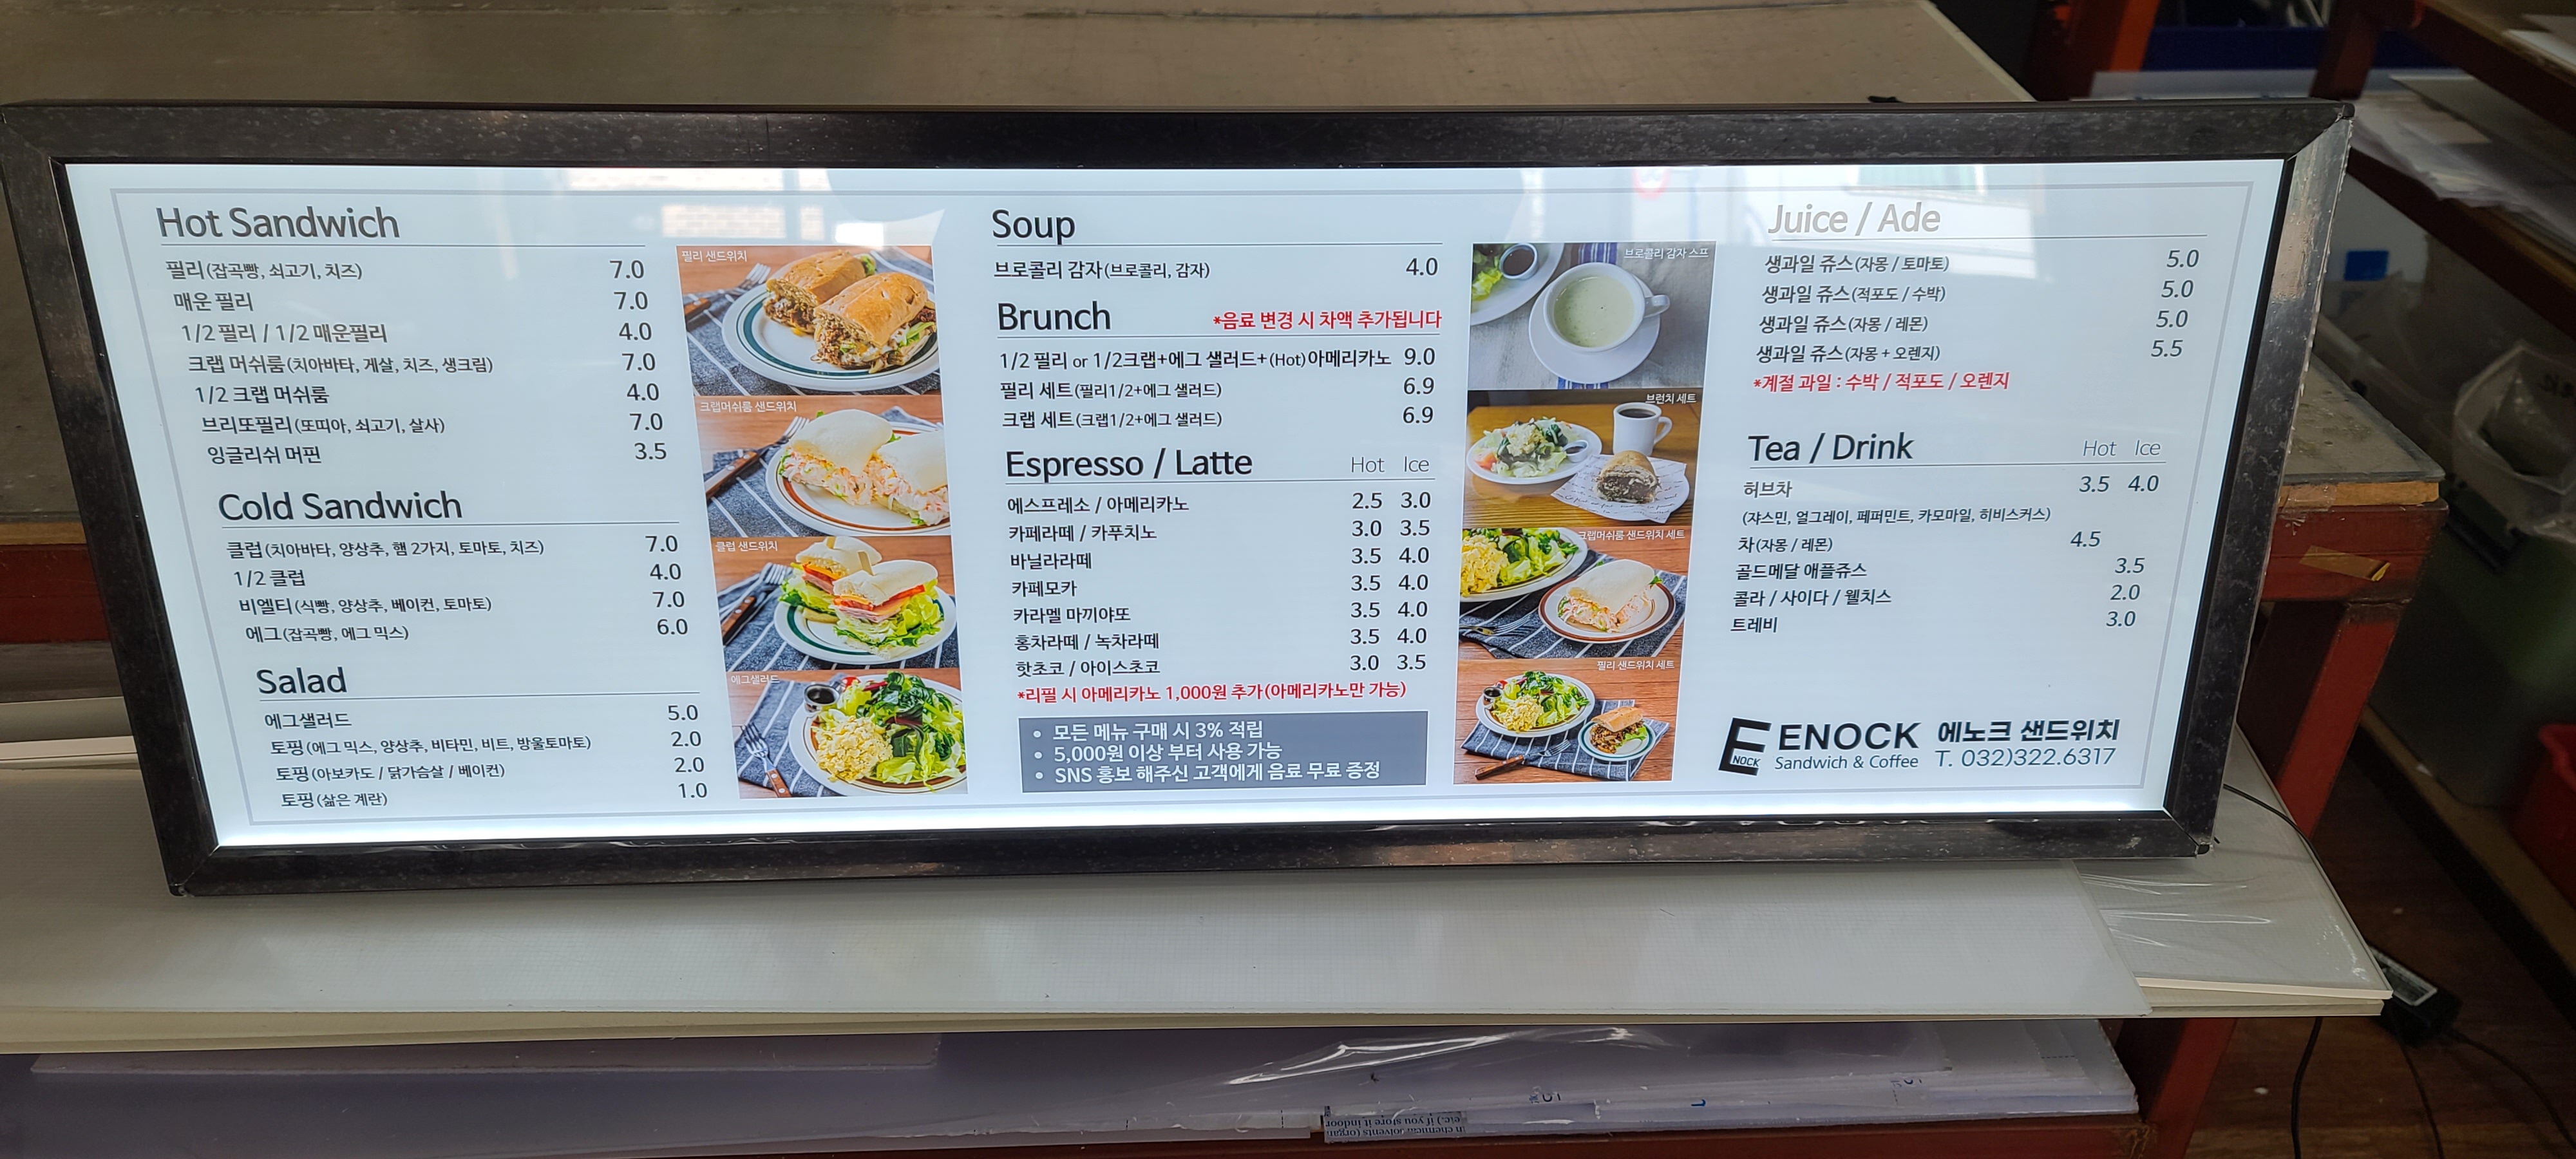 Hot Sandwich
필리(잡곡빵, 쇠고기, 치즈) 7.0
매운 필리 7.0
1/2 필리 / 1/2 매운필리 4.0
크랩 머쉬룸(치아바타, 게살, 치즈, 생크림) 7.0
1/2 크랩 머쉬룸 4.0
브리또필리(또띠아, 쇠고기, 살사) 7.0
잉글리쉬 머핀 3.5
Cold Sandwich
클럽(치아바타, 양상추, 햄 2가지, 토마토, 치즈) 7.0
1/2 클럽 4.0
비엘티(식빵, 양상추, 베이컨, 토마토) 7.0
에그(잡곡빵, 에그 믹스) 6.0
Salad
에그샐러드 5.0
토핑(에그 믹스, 양상추, 비타민, 비트, 방울토마토) 2.0
토핑(아보카도 / 닭가슴살 / 베이컨) 2.0
토핑(삶은 계란) 1.0
필리 샌드위치
크랩머쉬룸 샌드위치
클럽 샌드위치
에그샐러드
Soup
브로콜리 감자(브로콜리, 감자) 4.0
Brunch *음료 변경 시 차액 추가됩니다
1/2 필리 or 1/2크랩+에그 샐러드+(Hot)아메리카노 9.0
필리 세트(필리1/2+에그 샐러드) 6.9
크랩 세트(크랩1/2+에그 샐러드) 6.9
Espresso / Latte Hot Ice
에스프레소 / 아메리카노 2.5 3.0
카페라떼 / 카푸치노 3.0 3.5
바닐라라떼 3.5 4.0
카페모카 3.5 4.0
카라멜 마끼야또 3.5 4.0
홍차라떼 / 녹차라떼 3.5 4.0
핫초코 / 아이스초코 3.0 3.5
*리필 시 아메리카노 1,000원 추가(아메리카노만 가능)
• 모든 메뉴 구매 시 3% 적립
• 5,000원 이상 부터 사용 가능
• SNS 홍보 해주신 고객에게 음료 무료 증정
브로콜리 감자 스프
브런치 세트
크랩머쉬룸 샌드위치 세트
필리 샌드위치 세트
Juice / Ade
생과일 쥬스(자몽 / 토마토) 5.0
생과일 쥬스(적포도 / 수박) 5.0
생과일 쥬스(자몽 / 레몬) 5.0
생과일 쥬스(자몽 + 오렌지) 5.5
*계절 과일 : 수박 / 적포도 / 오렌지
Tea / Drink Hot Ice
허브차 3.5 4.0
(쟈스민, 얼그레이, 페퍼민트, 카모마일, 히비스커스)
차(자몽 / 레몬) 4.5
골드메달 애플쥬스 3.5
콜라 / 사이다 / 웰치스 2.0
트레비 3.0
E NOCK ENOCK 에노크 샌드위치
Sandwich & Coffee T. 032)322.6317
etc.) if you store it indoor
in chemical solvents (organ